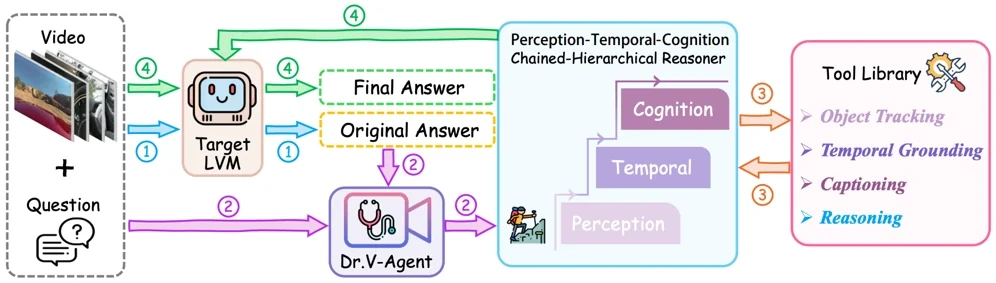 Video
+
Question
?
④
①
②
④
Target
LVM
④
①
Final Answer
Original Answer
②
Dr.V-Agent
②
Perception-Temporal-Cognition
Chained-Hierarchical Reasoner
Cognition
Temporal
Perception
③
③
Tool Library
➢ Object Tracking
➢ Temporal Grounding
➢ Captioning
➢ Reasoning